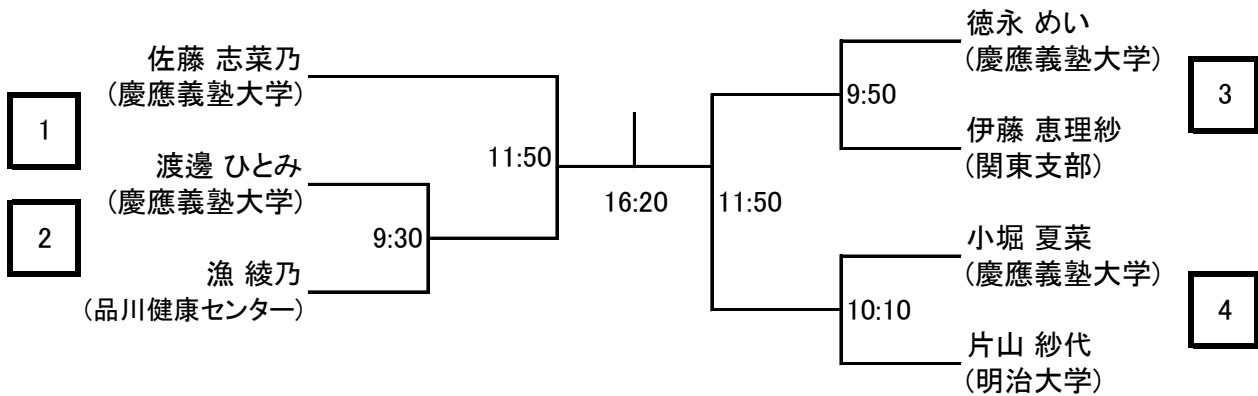 佐藤 志菜乃
(慶應義塾大学)
1
渡邊 ひとみ
(慶應義塾大学)
2
漁 綾乃
(品川健康センター)
9:30
11:50
16:20
11:50
9:50
10:10
徳永 めい
(慶應義塾大学)
3
伊藤 恵理紗
(関東支部)
小堀 夏菜
(慶應義塾大学)
4
片山 紗代
(明治大学)